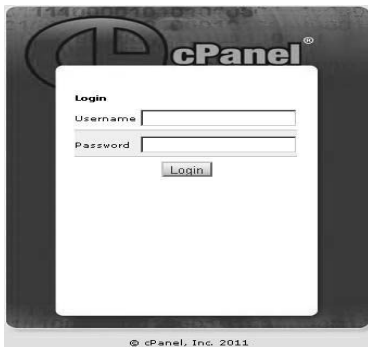 cPanel®
Login
Username
Password
Login
© cPanel, Inc. 2011